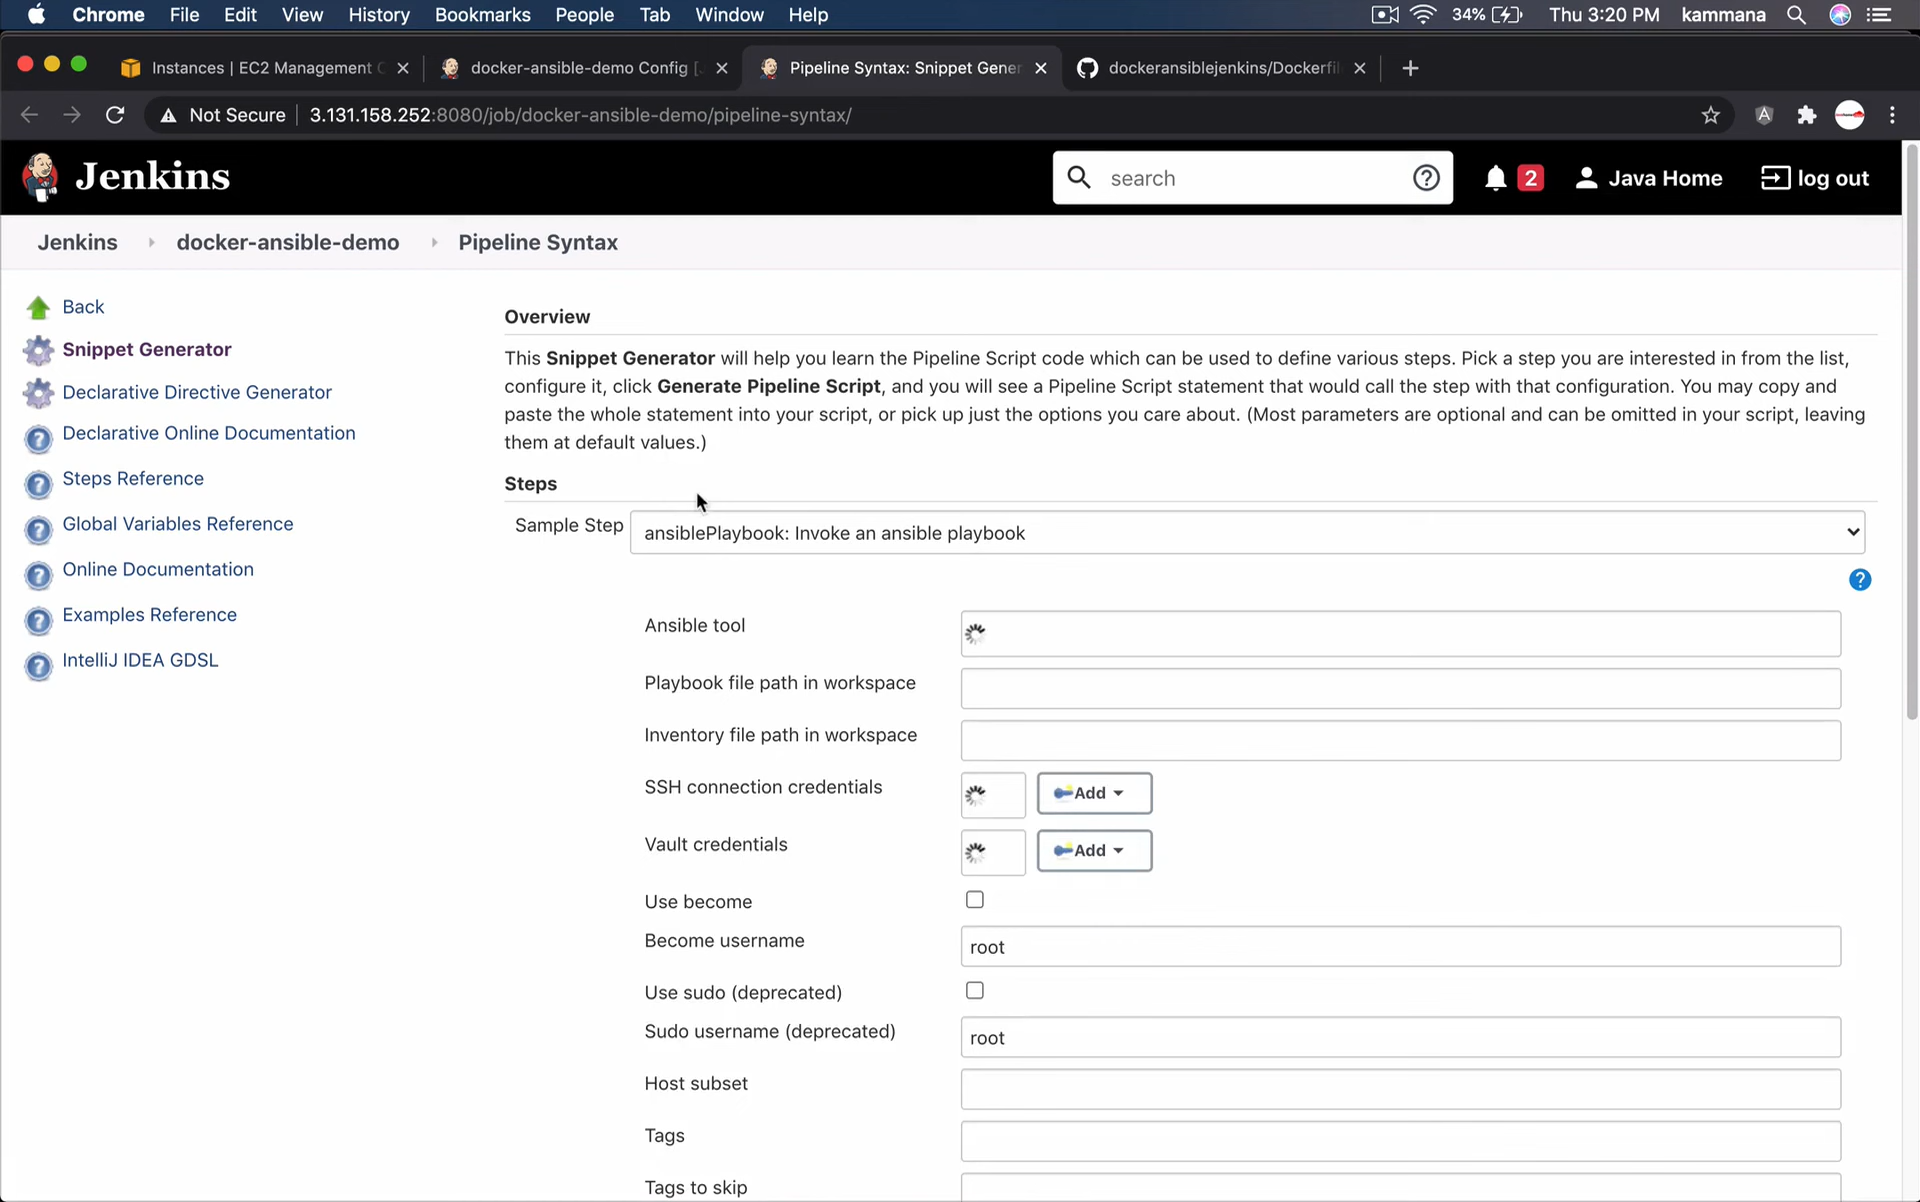 Chrome File Edit View History Bookmarks People Tab Window Help 34% Thu 3:20 PM kammana
Instances | EC2 Management C docker-ansible-demo Config [ Pipeline Syntax: Snippet Gener dockeransiblejenkins/Dockerfil
Not Secure 3.131.158.252:8080/job/docker-ansible-demo/pipeline-syntax/
Jenkins search 2 Java Home log out
Jenkins docker-ansible-demo Pipeline Syntax
Back
Snippet Generator
Declarative Directive Generator
Declarative Online Documentation
Steps Reference
Global Variables Reference
Online Documentation
Examples Reference
IntelliJ IDEA GDSL
Overview
This Snippet Generator will help you learn the Pipeline Script code which can be used to define various steps. Pick a step you are interested in from the list,
configure it, click Generate Pipeline Script, and you will see a Pipeline Script statement that would call the step with that configuration. You may copy and
paste the whole statement into your script, or pick up just the options you care about. (Most parameters are optional and can be omitted in your script, leaving
them at default values.)
Steps
Sample Step ansiblePlaybook: Invoke an ansible playbook
Ansible tool
Playbook file path in workspace
Inventory file path in workspace
SSH connection credentials Add
Vault credentials Add
Use become
Become username root
Use sudo (deprecated)
Sudo username (deprecated) root
Host subset
Tags
Tags to skip